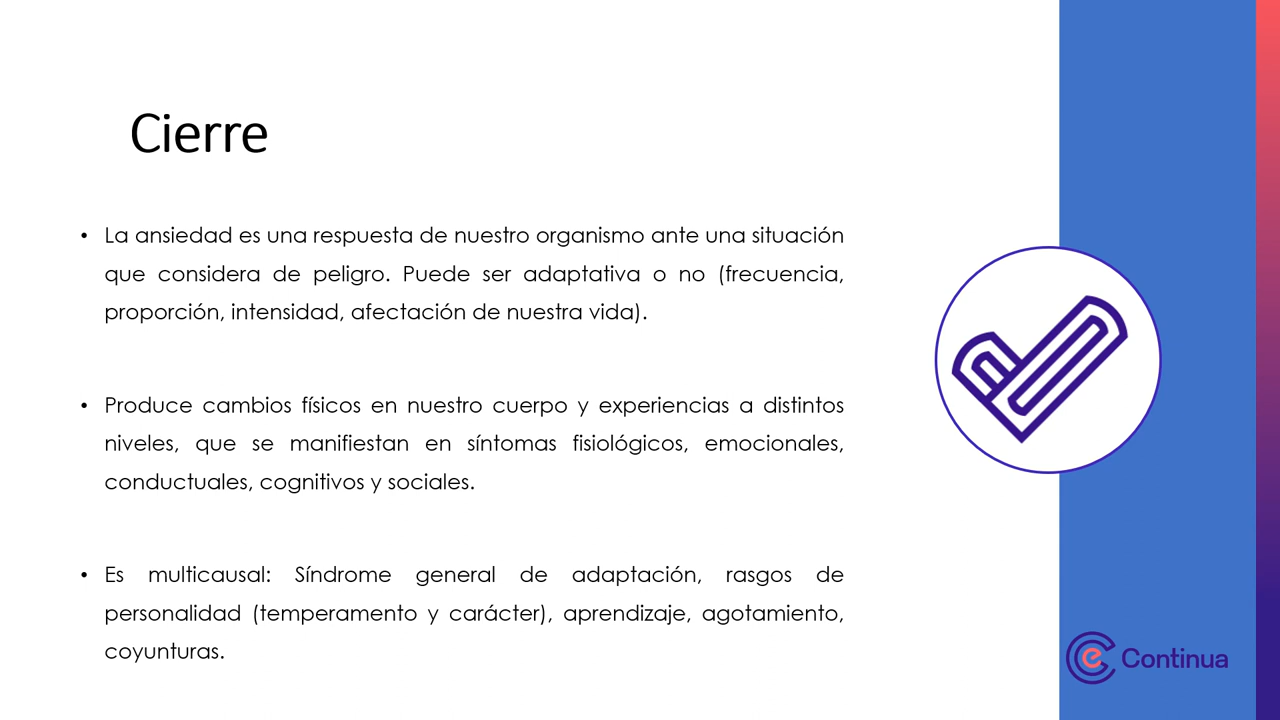 Cierre
• La ansiedad es una respuesta de nuestro organismo ante una situación
que considera de peligro. Puede ser adaptativa o no (frecuencia,
proporción, intensidad, afectación de nuestra vida).
• Produce cambios físicos en nuestro cuerpo y experiencias a distintos
niveles, que se manifiestan en síntomas fisiológicos, emocionales,
conductuales, cognitivos y sociales.
• Es multicausal: Síndrome general de adaptación, rasgos de
personalidad (temperamento y carácter), aprendizaje, agotamiento,
coyunturas.
e Continua